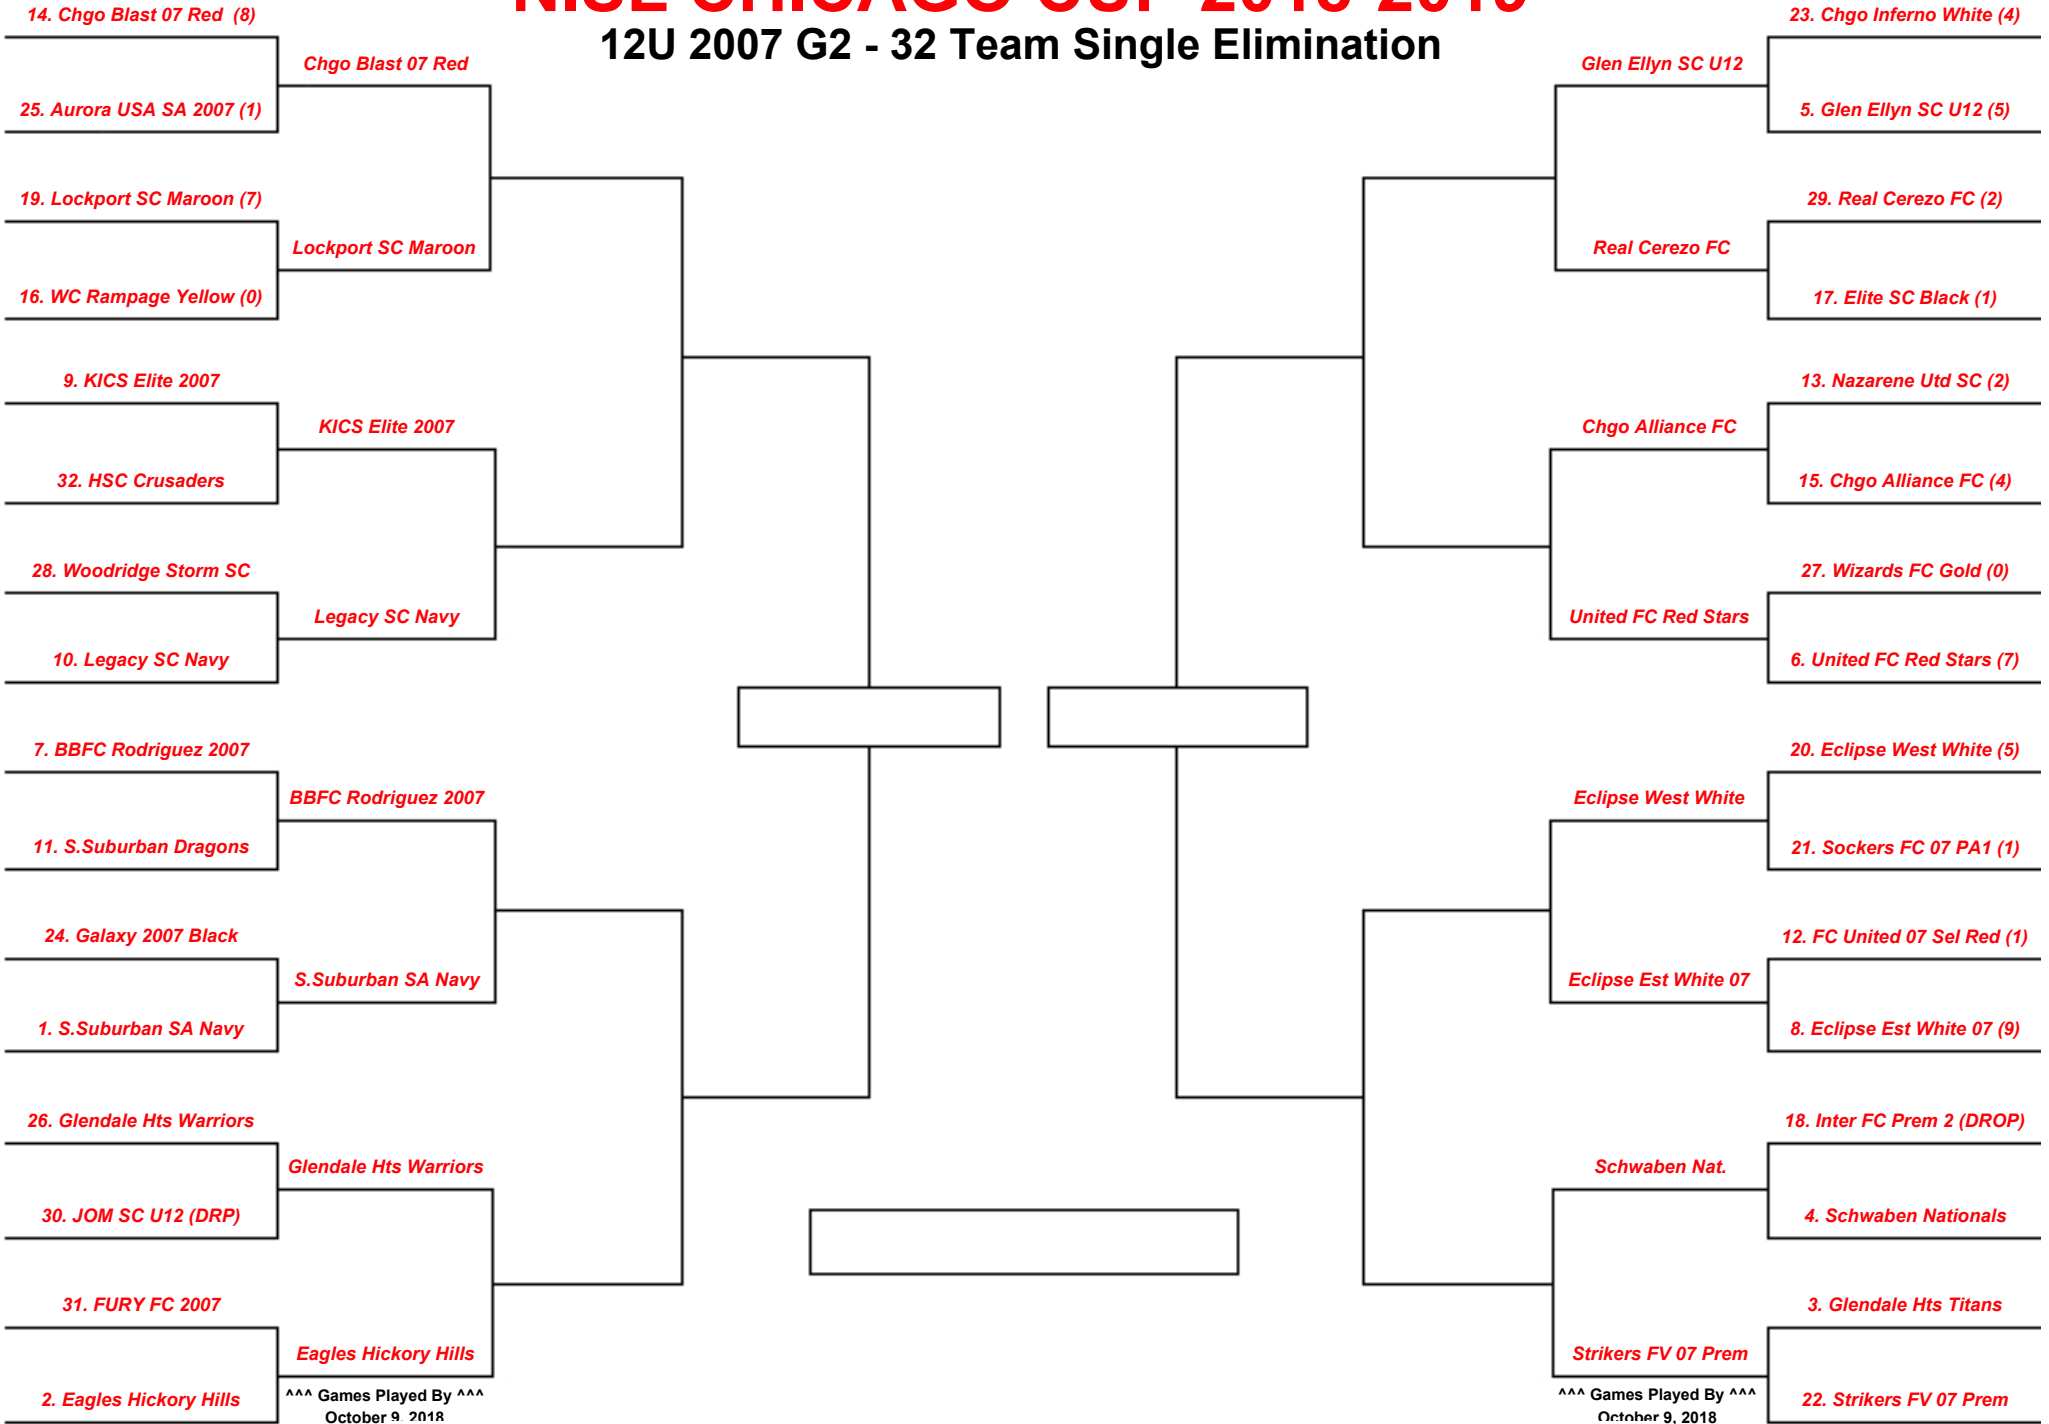 NISL CHICAGO CUP 2018-2019
12U 2007 G2 - 32 Team Single Elimination
14. Chgo Blast 07 Red (8)
Chgo Blast 07 Red
25. Aurora USA SA 2007 (1)
19. Lockport SC Maroon (7)
Lockport SC Maroon
16. WC Rampage Yellow (0)
9. KICS Elite 2007
KICS Elite 2007
32. HSC Crusaders
28. Woodridge Storm SC
Legacy SC Navy
10. Legacy SC Navy
7. BBFC Rodriguez 2007
BBFC Rodriguez 2007
11. S.Suburban Dragons
24. Galaxy 2007 Black
S.Suburban SA Navy
1. S.Suburban SA Navy
26. Glendale Hts Warriors
Glendale Hts Warriors
30. JOM SC U12 (DRP)
31. FURY FC 2007
Eagles Hickory Hills
2. Eagles Hickory Hills
^^^ Games Played By ^^^
October 9, 2018
23. Chgo Inferno White (4)
Glen Ellyn SC U12
5. Glen Ellyn SC U12 (5)
29. Real Cerezo FC (2)
Real Cerezo FC
17. Elite SC Black (1)
13. Nazarene Utd SC (2)
Chgo Alliance FC
15. Chgo Alliance FC (4)
27. Wizards FC Gold (0)
United FC Red Stars
6. United FC Red Stars (7)
20. Eclipse West White (5)
Eclipse West White
21. Sockers FC 07 PA1 (1)
12. FC United 07 Sel Red (1)
Eclipse Est White 07
8. Eclipse Est White 07 (9)
18. Inter FC Prem 2 (DROP)
Schwaben Nat.
4. Schwaben Nationals
3. Glendale Hts Titans
Strikers FV 07 Prem
22. Strikers FV 07 Prem
^^^ Games Played By ^^^
October 9, 2018